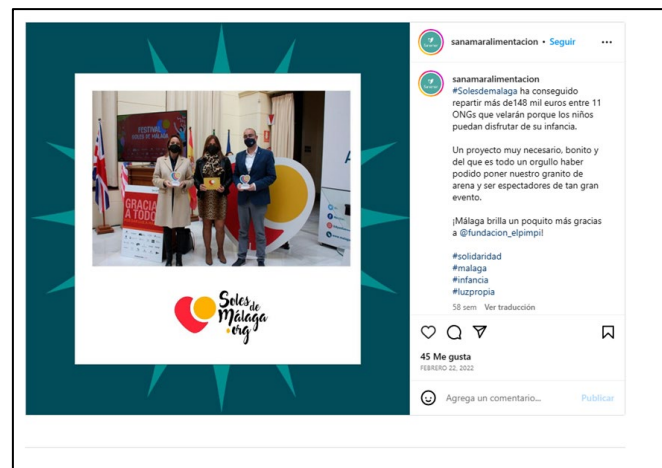 sanamaralimentacion • Seguir
sanamaralimentacion
#Solesdemalaga ha conseguido
repartir más de148 mil euros entre 11
ONGs que velarán porque los niños
puedan disfrutar de su infancia.
Un proyecto muy necesario, bonito y
del que es todo un orgullo haber
podido poner nuestro granito de
arena y ser espectadores de tan gran
evento.
¡Málaga brilla un poquito más gracias
a @fundacion_elpimpi!
#solidaridad
#malaga
#infancia
#luzpropia
58 sem Ver traducción
45 Me gusta
FEBRERO 22, 2022
Agrega un comentario... Publicar
FESTIVAL
SOLES DE MÁLAGA
GRACIA
A TODO
Soles de
Málaga
.org